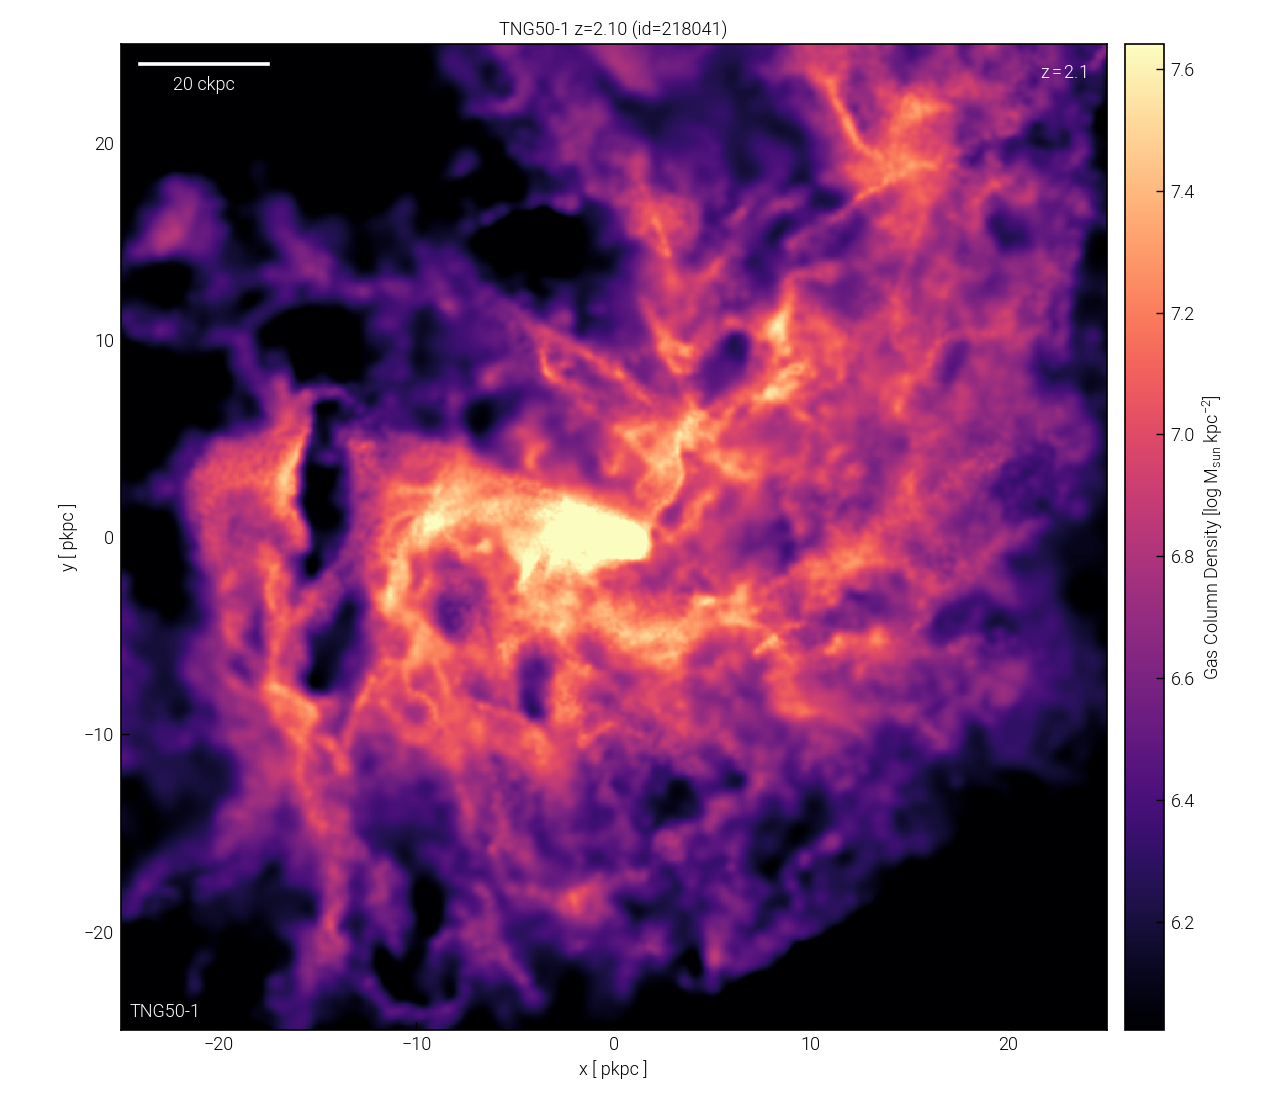 TNG50-1 z=2.10 (id=218041)
20 ckpc
z = 2.1
TNG50-1
20
10
0
−10
−20
y [ pkpc ]
−20
−10
0
10
20
x [ pkpc ]
7.6
7.4
7.2
7.0
6.8
6.6
6.4
6.2
Gas Column Density [log M_sun kpc⁻²]